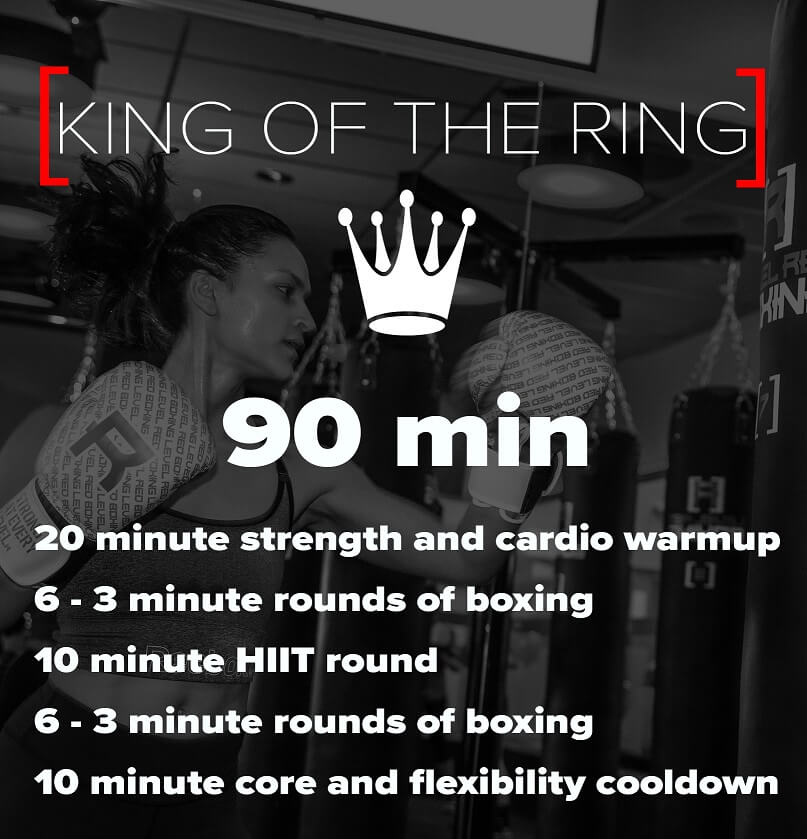 [KING OF THE RING]
90 min
20 minute strength and cardio warmup
6 - 3 minute rounds of boxing
10 minute HIIT round
6 - 3 minute rounds of boxing
10 minute core and flexibility cooldown